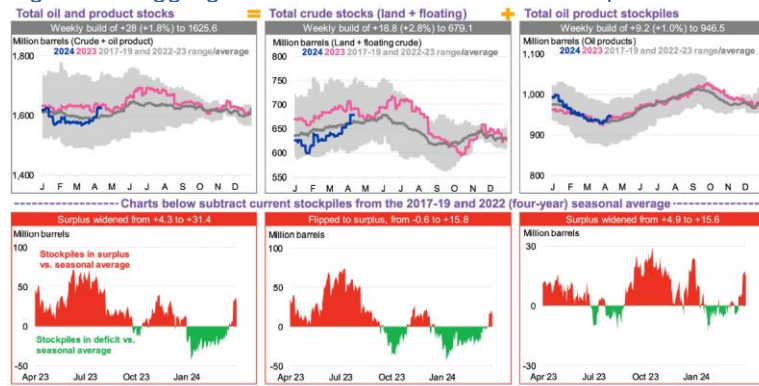 Total oil and product stocks = Total crude stocks (land + floating) + Total oil product stockpiles
Weekly build of +28 (+1.8%) to 1625.6
Million barrels (Crude + oil product)
2024 2023 2017-19 and 2022-23 range/average
1,800
1,600
1,400
J F M A M J J A S O N D
Weekly build of +18.8 (+2.8%) to 679.1
Million barrels (Land + floating crude)
2024 2023 2017-19 and 2022-23 range/average
800
750
700
650
600
550
J F M A M J J A S O N D
Weekly build of +9.2 (+1.0%) to 946.5
Million barrels (Oil products)
2024 2023 2017-19 and 2022-23 range/average
1,100
1,000
900
800
J F M A M J J A S O N D
Charts below subtract current stockpiles from the 2017-19 and 2022 (four-year) seasonal average
Surplus widened from +4.3 to +31.4
Million barrels
100
Stockpiles in surplus
vs. seasonal average
50
0
Stockpiles in deficit vs.
seasonal average
-50
Apr 23 Jul 23 Oct 23 Jan 24
Flipped to surplus, from -0.6 to +15.8
Million barrels
100
50
0
-50
Apr 23 Jul 23 Oct 23 Jan 24
Surplus widened from +4.9 to +15.6
Million barrels
30
0
-30
Apr 23 Jul 23 Oct 23 Jan 24